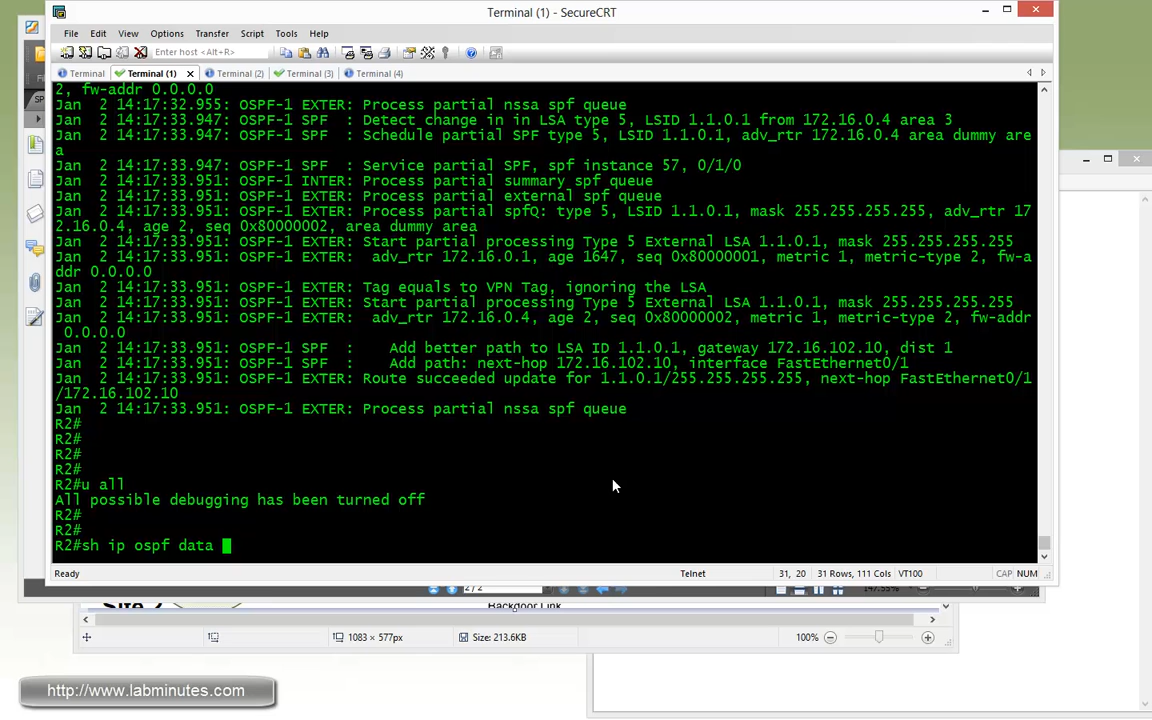 Terminal (1) - SecureCRT
File Edit View Options Transfer Script Tools Help
Enter host <Alt+R>
Terminal Terminal (1) Terminal (2) Terminal (3) Terminal (4)
2, fw-addr 0.0.0.0
Jan  2 14:17:32.955: OSPF-1 EXTER: Process partial nssa spf queue
Jan  2 14:17:33.947: OSPF-1 SPF  : Detect change in in LSA type 5, LSID 1.1.0.1 from 172.16.0.4 area 3
Jan  2 14:17:33.947: OSPF-1 SPF  : Schedule partial SPF type 5, LSID 1.1.0.1, adv_rtr 172.16.0.4 area dummy are
a
Jan  2 14:17:33.947: OSPF-1 SPF  : Service partial SPF, spf instance 57, 0/1/0
Jan  2 14:17:33.951: OSPF-1 INTER: Process partial summary spf queue
Jan  2 14:17:33.951: OSPF-1 EXTER: Process partial external spf queue
Jan  2 14:17:33.951: OSPF-1 EXTER: Process partial spfQ: type 5, LSID 1.1.0.1, mask 255.255.255.255, adv_rtr 17
2.16.0.4, age 2, seq 0x80000002, area dummy area
Jan  2 14:17:33.951: OSPF-1 EXTER: Start partial processing Type 5 External LSA 1.1.0.1, mask 255.255.255.255
Jan  2 14:17:33.951: OSPF-1 EXTER:  adv_rtr 172.16.0.1, age 1647, seq 0x80000001, metric 1, metric-type 2, fw-a
ddr 0.0.0.0
Jan  2 14:17:33.951: OSPF-1 EXTER: Tag equals to VPN Tag, ignoring the LSA
Jan  2 14:17:33.951: OSPF-1 EXTER: Start partial processing Type 5 External LSA 1.1.0.1, mask 255.255.255.255
Jan  2 14:17:33.951: OSPF-1 EXTER:  adv_rtr 172.16.0.4, age 2, seq 0x80000002, metric 1, metric-type 2, fw-addr
0.0.0.0
Jan  2 14:17:33.951: OSPF-1 SPF  :    Add better path to LSA ID 1.1.0.1, gateway 172.16.102.10, dist 1
Jan  2 14:17:33.951: OSPF-1 SPF  :    Add path: next-hop 172.16.102.10, interface FastEthernet0/1
Jan  2 14:17:33.951: OSPF-1 EXTER: Route succeeded update for 1.1.0.1/255.255.255.255, next-hop FastEthernet0/1
/172.16.102.10
Jan  2 14:17:33.951: OSPF-1 EXTER: Process partial nssa spf queue
R2#
R2#
R2#
R2#
R2#u all
All possible debugging has been turned off
R2#
R2#
R2#sh ip ospf data
Ready Telnet 31, 20 31 Rows, 111 Cols VT100 CAP NUM
2 / 2 147.55%
Backdoor Link
1083 × 577px Size: 213.6KB 100%
http://www.labminutes.com